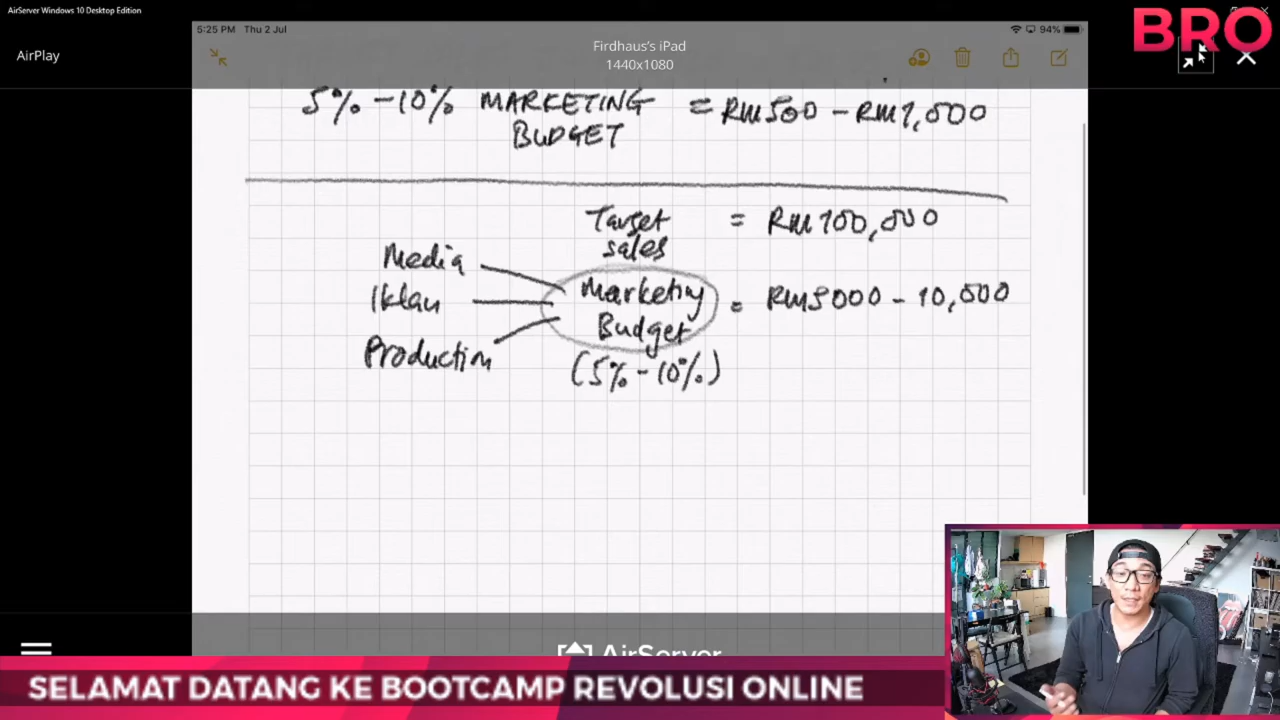 AirServer Windows 10 Desktop Edition
BRO
AirPlay
5:25 PM Thu 2 Jul
94%
Firdhaus's iPad
1440x1080
5% - 10% MARKETING BUDGET = RM500 - RM1,000
Target sales = RM100,000
Media
Iklan
Production
Marketing Budget = RM5000 - 10,000
(5% - 10%)
AirServer
SELAMAT DATANG KE BOOTCAMP REVOLUSI ONLINE